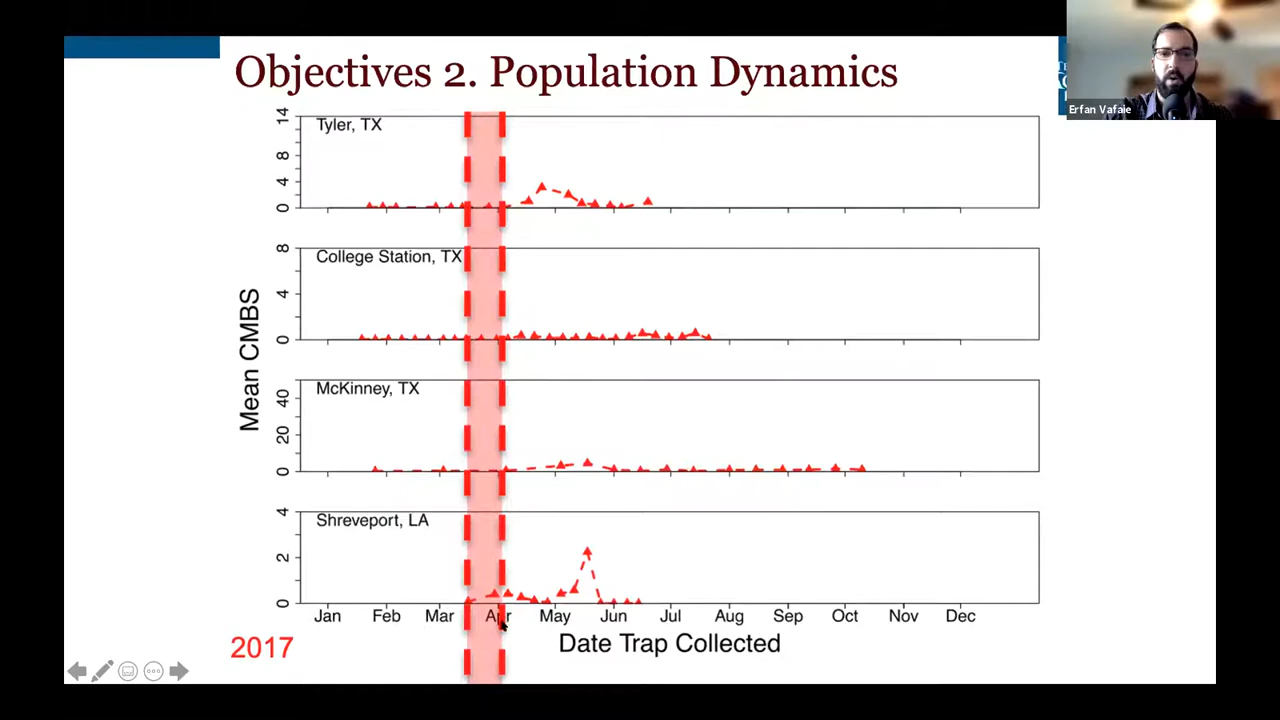 Objectives 2. Population Dynamics
Erfan Vafaie
Tyler, TX
14
8
4
0
College Station, TX
8
4
0
McKinney, TX
40
20
0
Shreveport, LA
4
2
0
Mean CMBS
Jan Feb Mar Apr May Jun Jul Aug Sep Oct Nov Dec
2017
Date Trap Collected